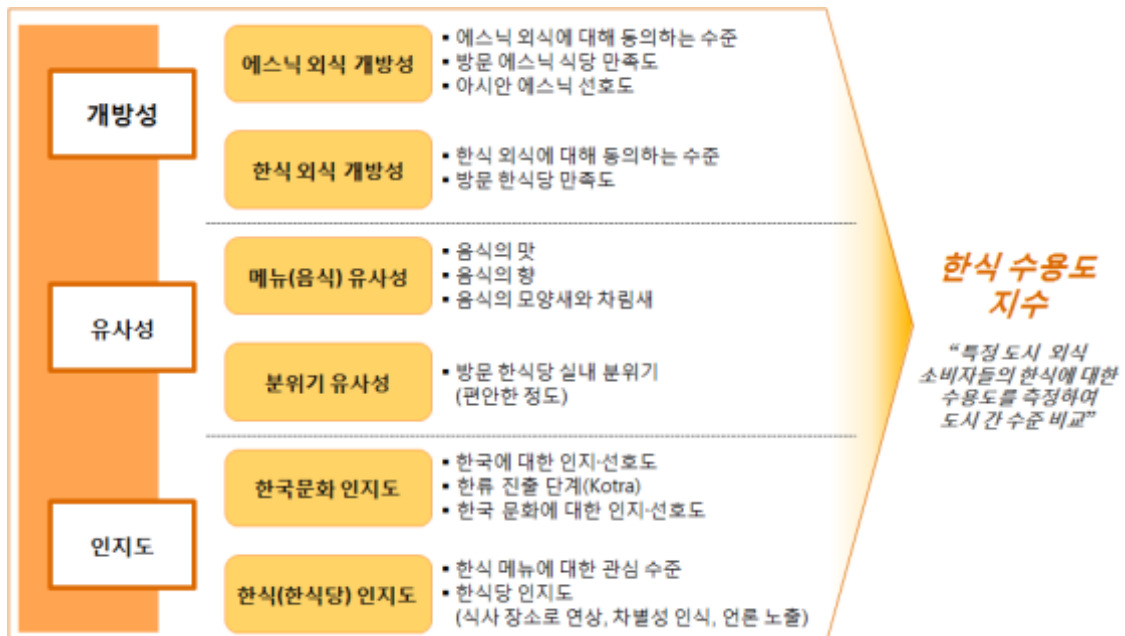 개방성
에스닉 외식 개방성
▪ 에스닉 외식에 대해 동의하는 수준
▪ 방문 에스닉 식당 만족도
▪ 아시안 에스닉 선호도
한식 외식 개방성
▪ 한식 외식에 대해 동의하는 수준
▪ 방문 한식당 만족도
유사성
메뉴(음식) 유사성
▪ 음식의 맛
▪ 음식의 향
▪ 음식의 모양새와 차림새
분위기 유사성
▪ 방문 한식당 실내 분위기
(편안한 정도)
인지도
한국문화 인지도
▪ 한국에 대한 인지·선호도
▪ 한류 진출 단계(Kotra)
▪ 한국 문화에 대한 인지·선호도
한식(한식당) 인지도
▪ 한식 메뉴에 대한 관심 수준
▪ 한식당 인지도
(식사 장소로 연상, 차별성 인식, 언론 노출)
한식 수용도
지수
“특정 도시 외식
소비자들의 한식에 대한
수용도를 측정하여
도시 간 수준 비교”